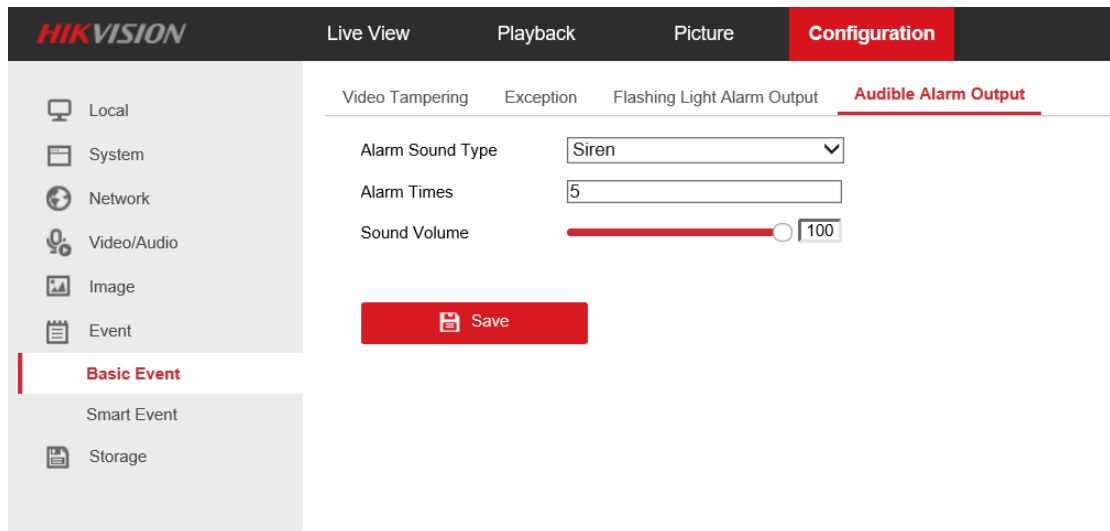 HIKVISION Live View Playback Picture Configuration
Video Tampering Exception Flashing Light Alarm Output Audible Alarm Output
Local
System
Network
Video/Audio
Image
Event
Basic Event
Smart Event
Storage
Alarm Sound Type Siren
Alarm Times 5
Sound Volume 100
Save